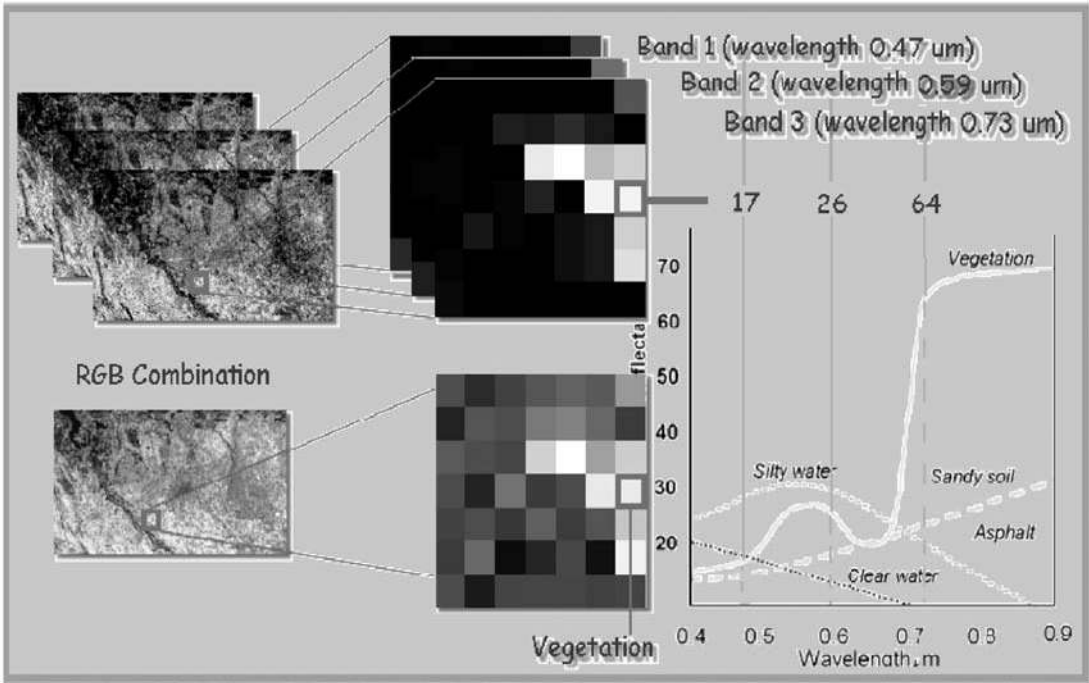 Band 1 (wavelength 0.47 um)
Band 2 (wavelength 0.59 um)
Band 3 (wavelength 0.73 um)
17 26 64
Vegetation
70
60
50
40
30
20
flecta
Silty water
Sandy soil
Asphalt
Clear water
0.4 0.5 0.6 0.7 0.8 0.9
Wavelength, m
RGB Combination
Vegetation